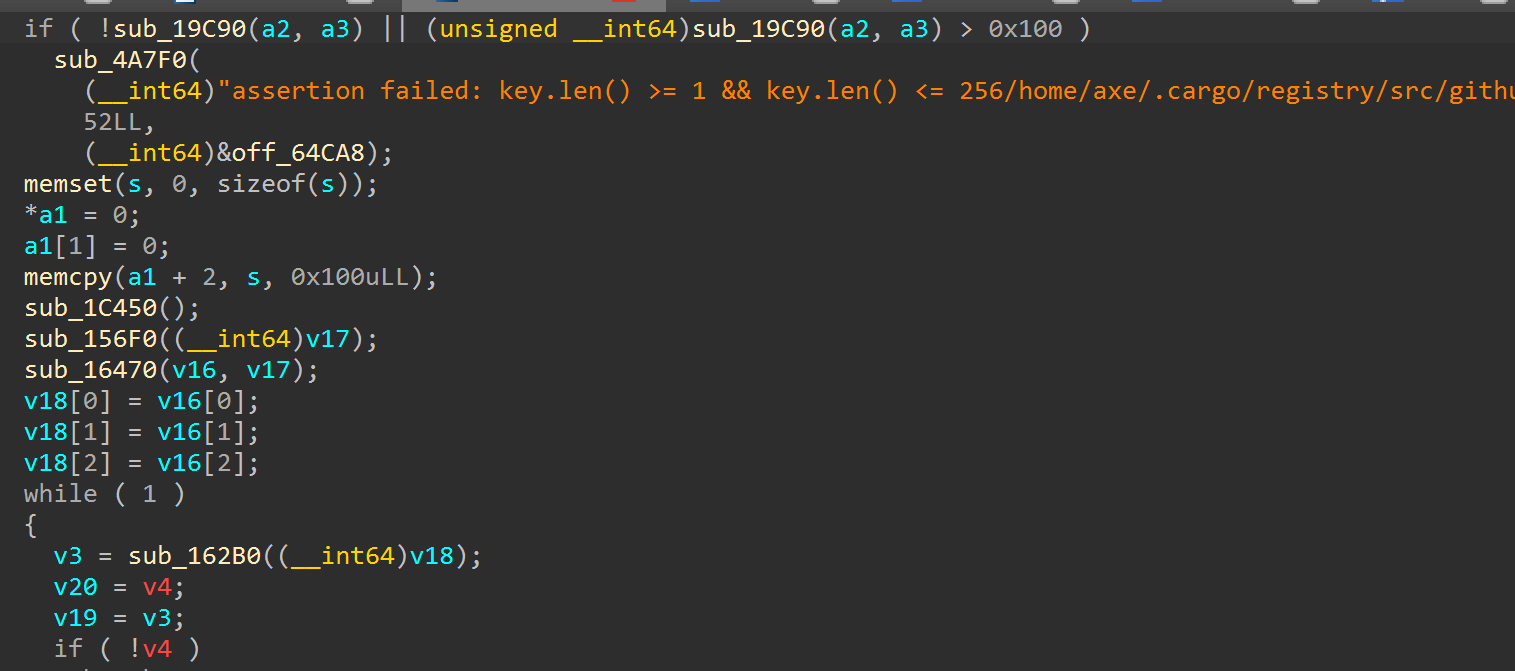 if ( !sub_19C90(a2, a3) || (unsigned __int64)sub_19C90(a2, a3) > 0x100 )
  sub_4A7F0(
    (__int64)"assertion failed: key.len() >= 1 && key.len() <= 256/home/axe/.cargo/registry/src/githu
    52LL,
    (__int64)&off_64CA8);
memset(s, 0, sizeof(s));
*a1 = 0;
a1[1] = 0;
memcpy(a1 + 2, s, 0x100uLL);
sub_1C450();
sub_156F0((__int64)v17);
sub_16470(v16, v17);
v18[0] = v16[0];
v18[1] = v16[1];
v18[2] = v16[2];
while ( 1 )
{
  v3 = sub_162B0((__int64)v18);
  v20 = v4;
  v19 = v3;
  if ( !v4 )